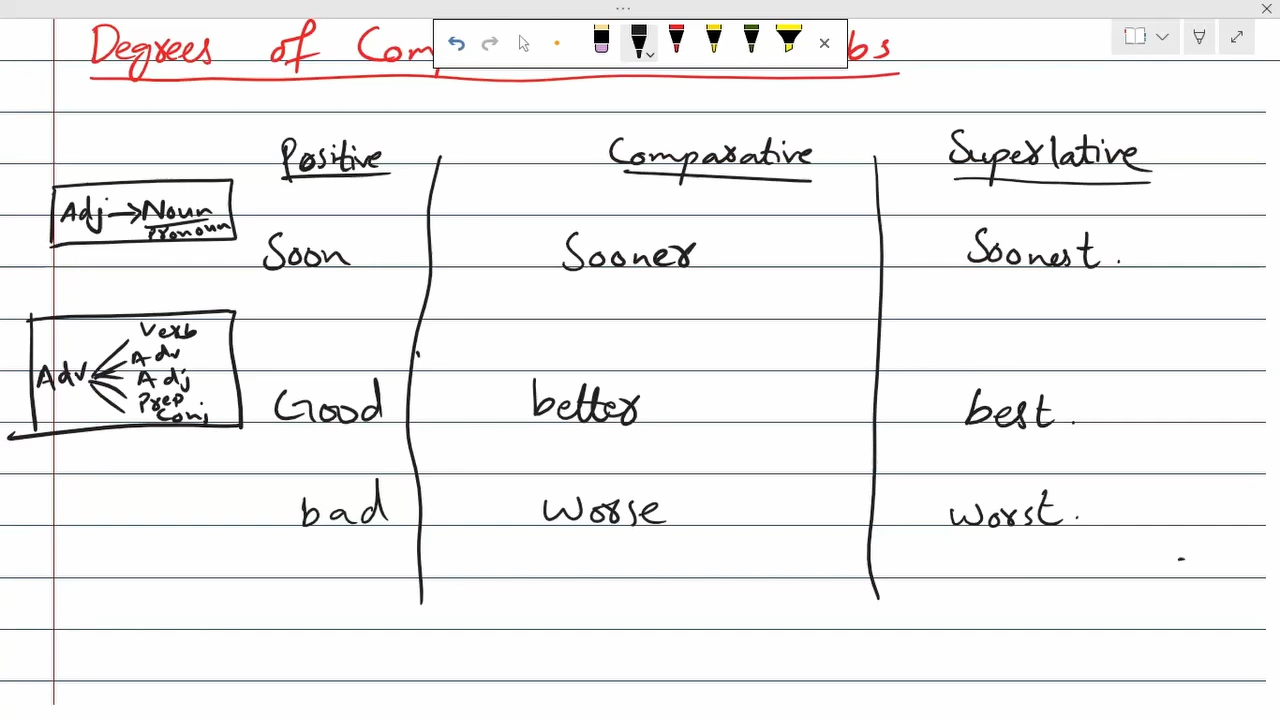 Degrees of Com bs
Positive Comparative Superlative
Adj → Noun
Pronoun
Soon Sooner Soonest.
Verb
Adv
Adv Adj
Prep
Conj
Good better best.
bad worse worst.